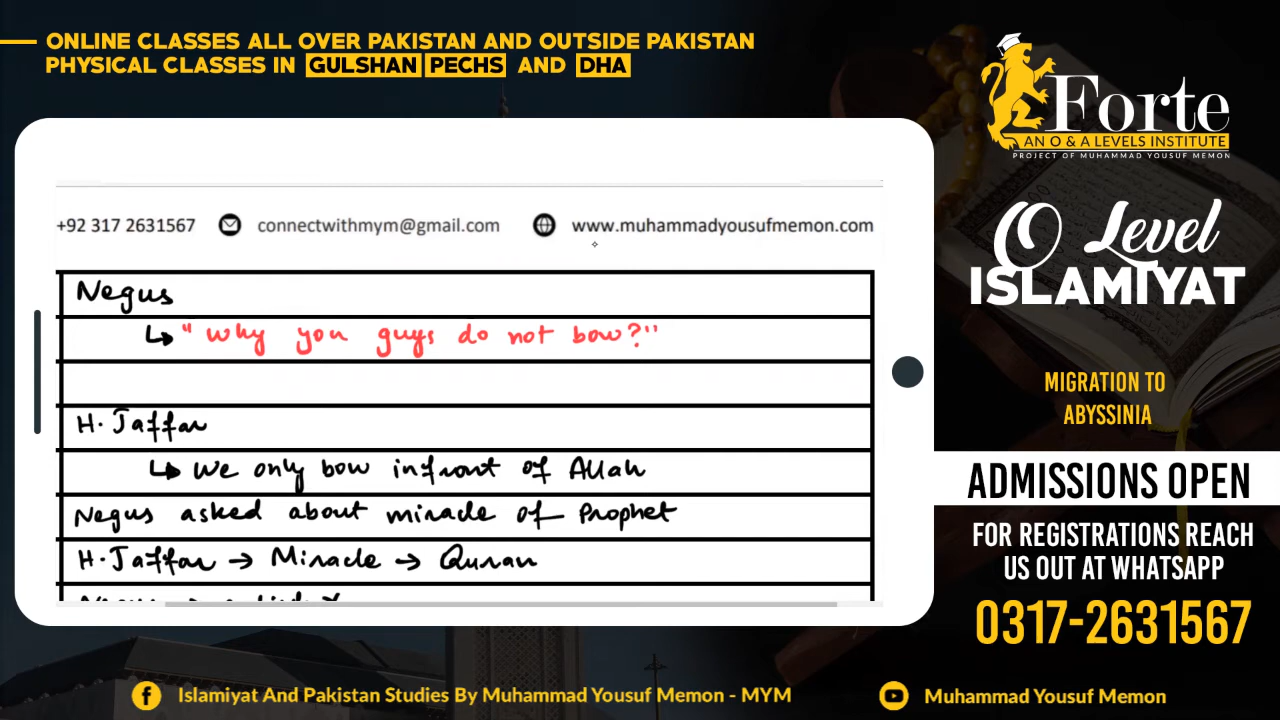 ONLINE CLASSES ALL OVER PAKISTAN AND OUTSIDE PAKISTAN
PHYSICAL CLASSES IN GULSHAN PECHS AND DHA
+92 317 2631567 connectwithmym@gmail.com www.muhammadyousufmemon.com
Negus
↳ "Why you guys do not bow?"
H. Jaffar
↳ We only bow infront of Allah
Negus asked about miracle of Prophet
H. Jaffar → Miracle → Quran
Forte
AN O & A LEVELS INSTITUTE
PROJECT OF MUHAMMAD YOUSUF MEMON
O Level
ISLAMIYAT
MIGRATION TO
ABYSSINIA
ADMISSIONS OPEN
FOR REGISTRATIONS REACH
US OUT AT WHATSAPP
0317-2631567
Islamiyat And Pakistan Studies By Muhammad Yousuf Memon - MYM
Muhammad Yousuf Memon